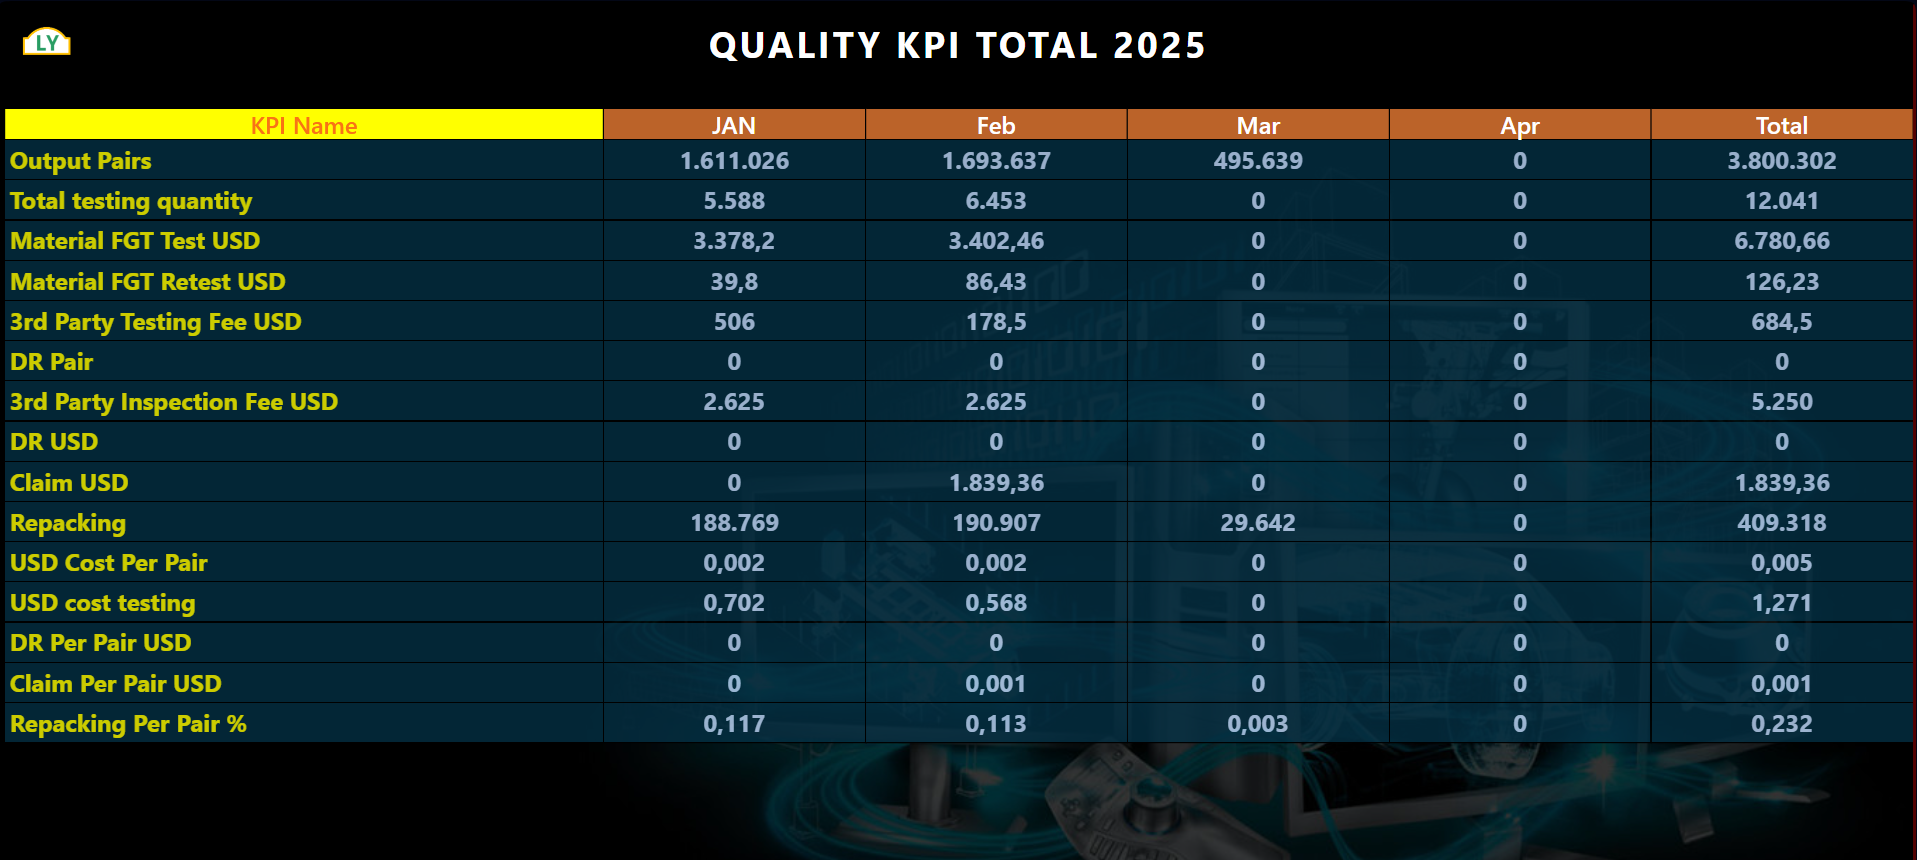 LY
QUALITY KPI TOTAL 2025
KPI Name JAN Feb Mar Apr Total
Output Pairs 1.611.026 1.693.637 495.639 0 3.800.302
Total testing quantity 5.588 6.453 0 0 12.041
Material FGT Test USD 3.378,2 3.402,46 0 0 6.780,66
Material FGT Retest USD 39,8 86,43 0 0 126,23
3rd Party Testing Fee USD 506 178,5 0 0 684,5
DR Pair 0 0 0 0 0
3rd Party Inspection Fee USD 2.625 2.625 0 0 5.250
DR USD 0 0 0 0 0
Claim USD 0 1.839,36 0 0 1.839,36
Repacking 188.769 190.907 29.642 0 409.318
USD Cost Per Pair 0,002 0,002 0 0 0,005
USD cost testing 0,702 0,568 0 0 1,271
DR Per Pair USD 0 0 0 0 0
Claim Per Pair USD 0 0,001 0 0 0,001
Repacking Per Pair % 0,117 0,113 0,003 0 0,232